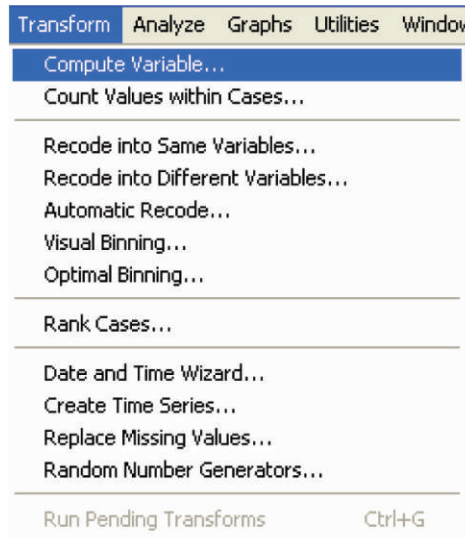 Transform Analyze Graphs Utilities Window
Compute Variable...
Count Values within Cases...
Recode into Same Variables...
Recode into Different Variables...
Automatic Recode...
Visual Binning...
Optimal Binning...
Rank Cases...
Date and Time Wizard...
Create Time Series...
Replace Missing Values...
Random Number Generators...
Run Pending Transforms Ctrl+G